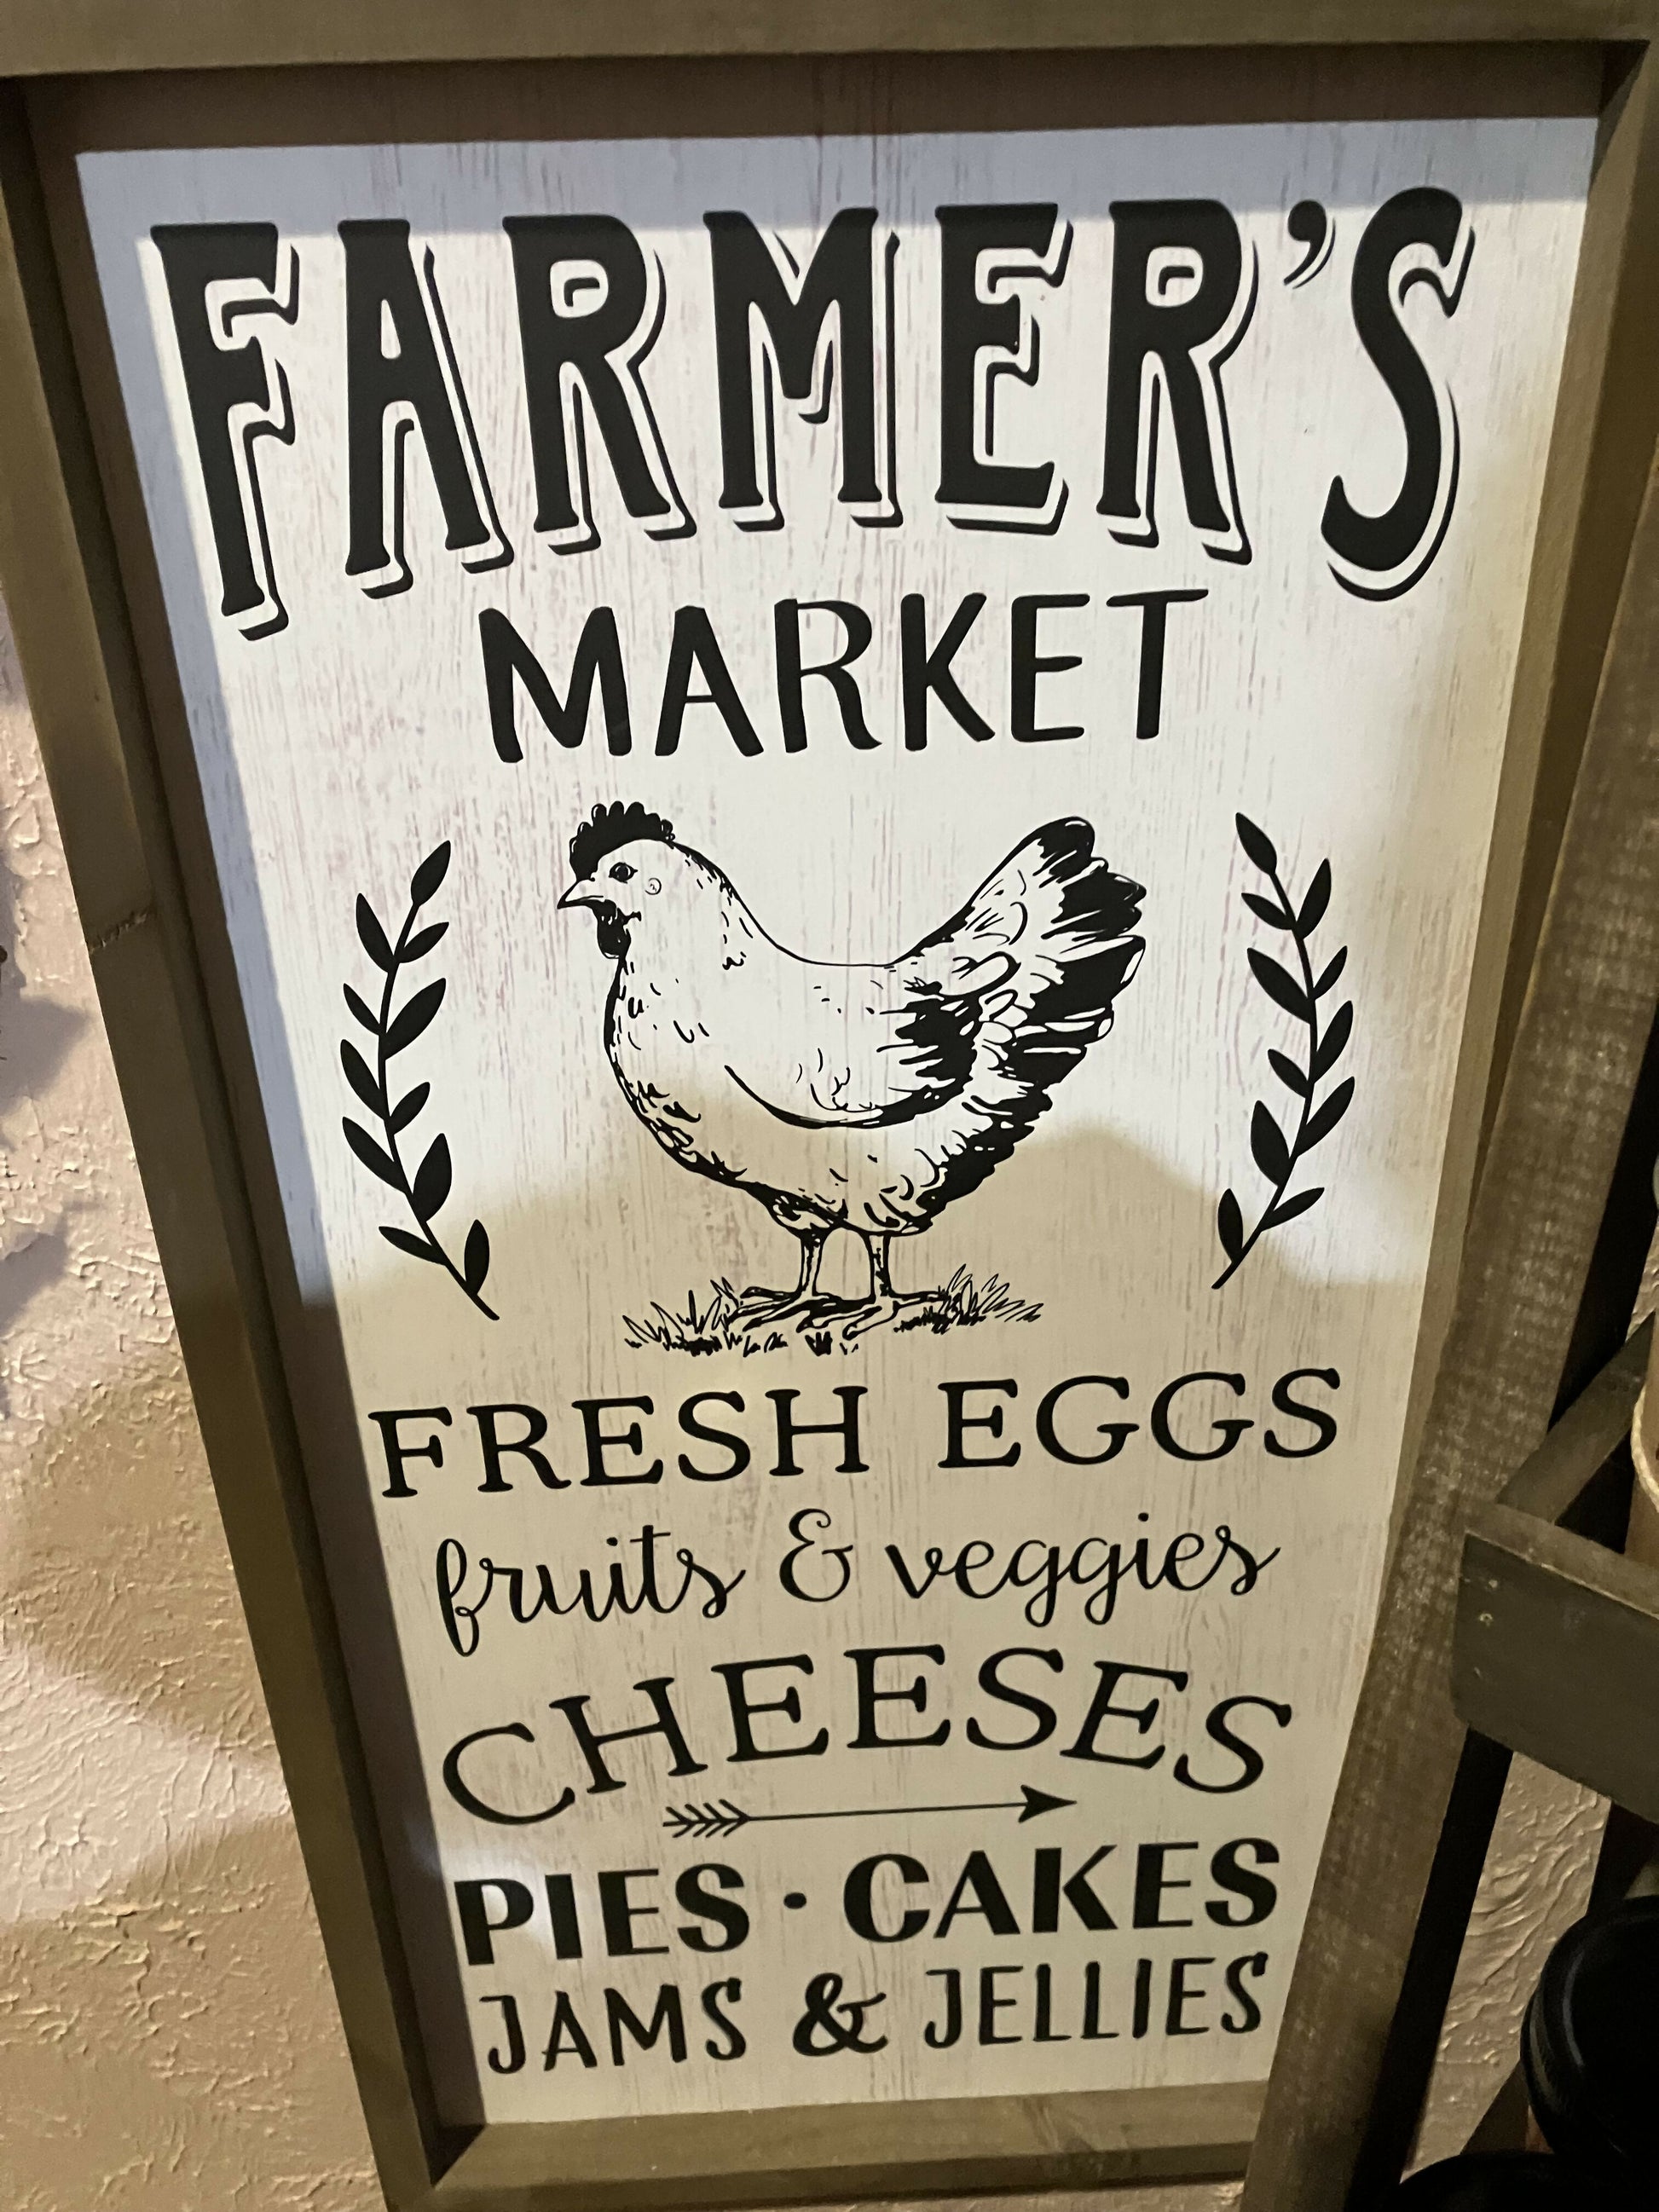 FARMER'S
MARKET
FRESH EGGS
fruits & veggies
CHEESES
PIES · CAKES
JAMS & JELLIES